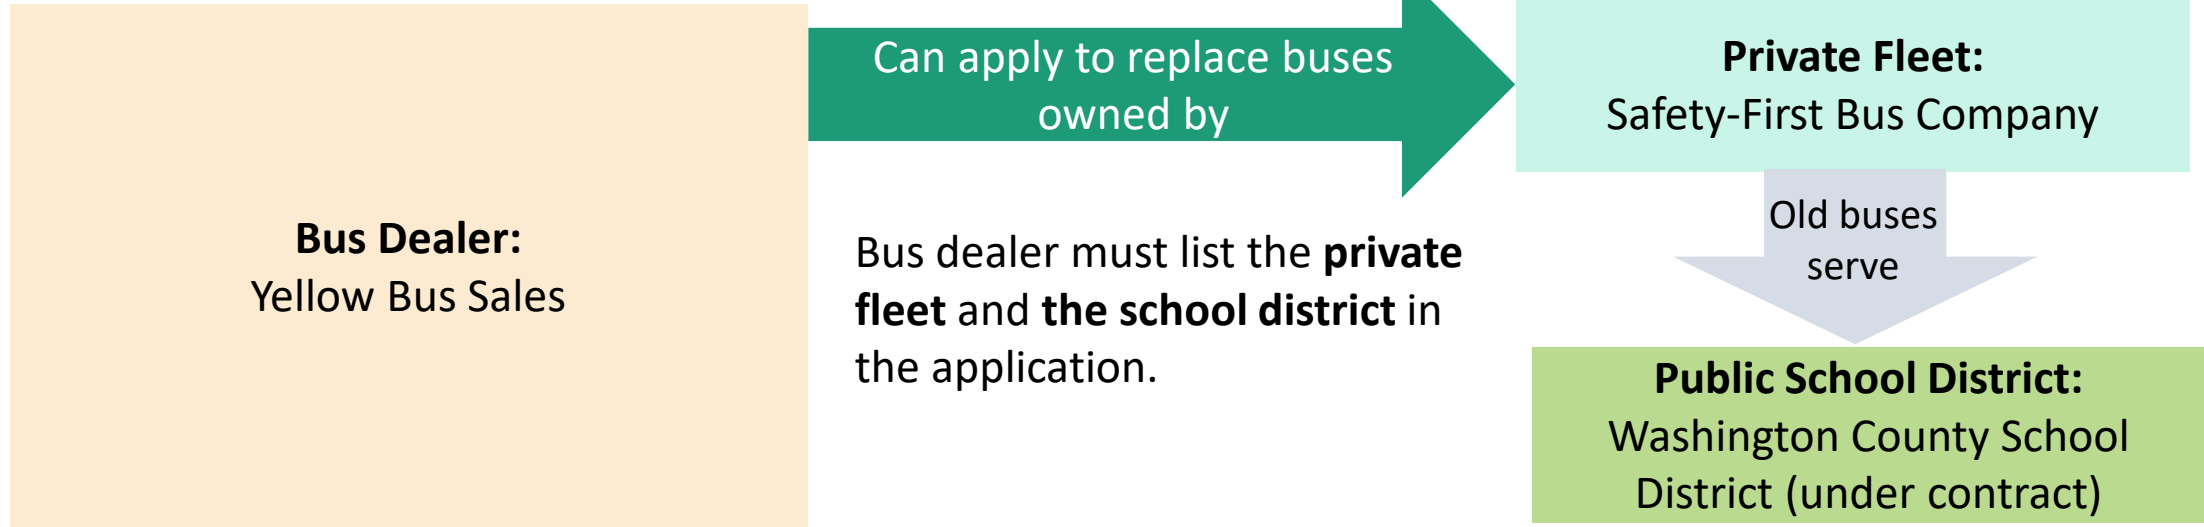 Bus Dealer:
Yellow Bus Sales
Can apply to replace buses
owned by
Bus dealer must list the private
fleet and the school district in
the application.
Private Fleet:
Safety-First Bus Company
Old buses
serve
Public School District:
Washington County School
District (under contract)